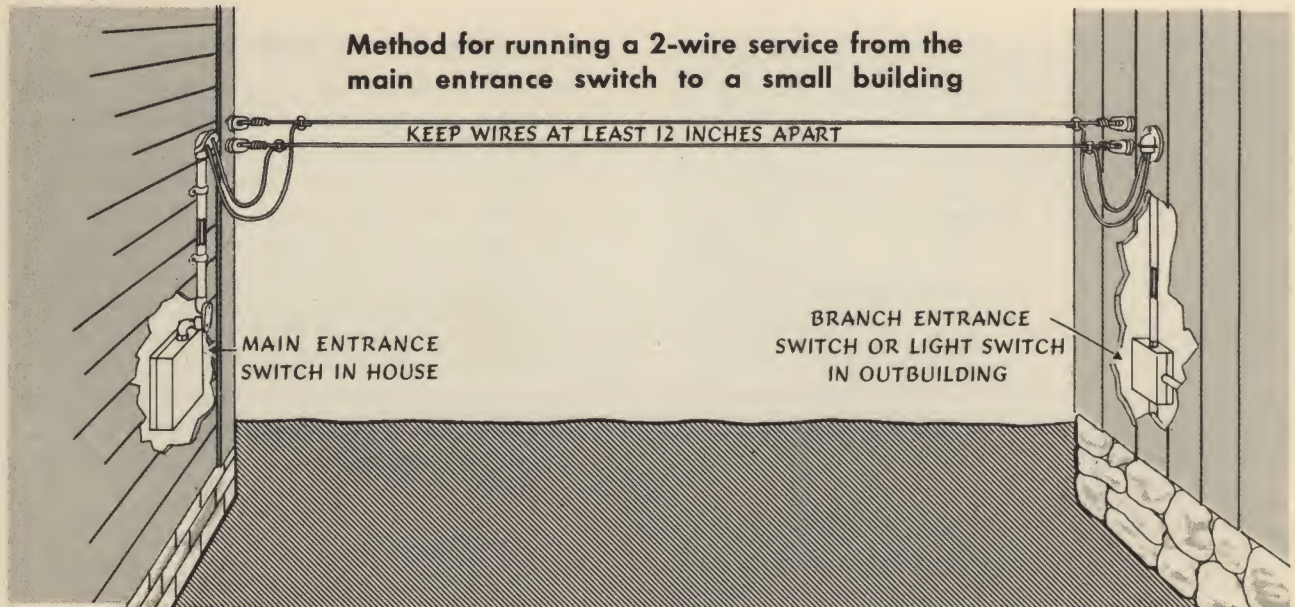 Method for running a 2-wire service from the
main entrance switch to a small building
KEEP WIRES AT LEAST 12 INCHES APART
MAIN ENTRANCE
SWITCH IN HOUSE
BRANCH ENTRANCE
SWITCH OR LIGHT SWITCH
IN OUTBUILDING